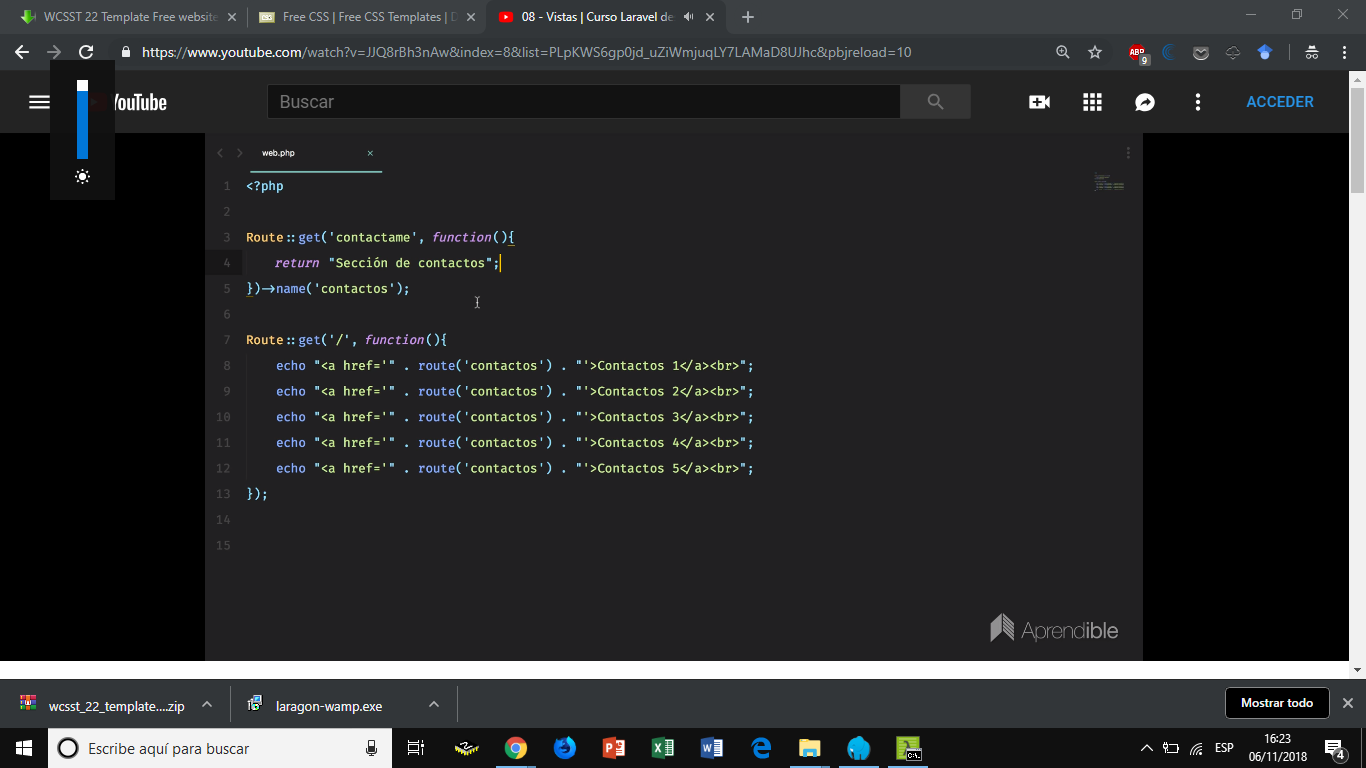 WCSST 22 Template Free website
Free CSS | Free CSS Templates | D
08 - Vistas | Curso Laravel de
https://www.youtube.com/watch?v=JJQ8rBh3nAw&index=8&list=PLpKWS6gp0jd_uZiWmjuqLY7LAMaD8UJhc&pbjreload=10
ABP
9
YouTube
Buscar
ACCEDER
web.php
1 <?php
2
3 Route::get('contactame', function(){
4 return "Sección de contactos";
5 })->name('contactos');
6
7 Route::get('/', function(){
8 echo "<a href='" . route('contactos') . "'>Contactos 1</a><br>";
9 echo "<a href='" . route('contactos') . "'>Contactos 2</a><br>";
10 echo "<a href='" . route('contactos') . "'>Contactos 3</a><br>";
11 echo "<a href='" . route('contactos') . "'>Contactos 4</a><br>";
12 echo "<a href='" . route('contactos') . "'>Contactos 5</a><br>";
13 });
14
15
Aprendible
wcsst_22_template....zip
laragon-wamp.exe
Mostrar todo
Escribe aquí para buscar
ESP
16:23
06/11/2018
4